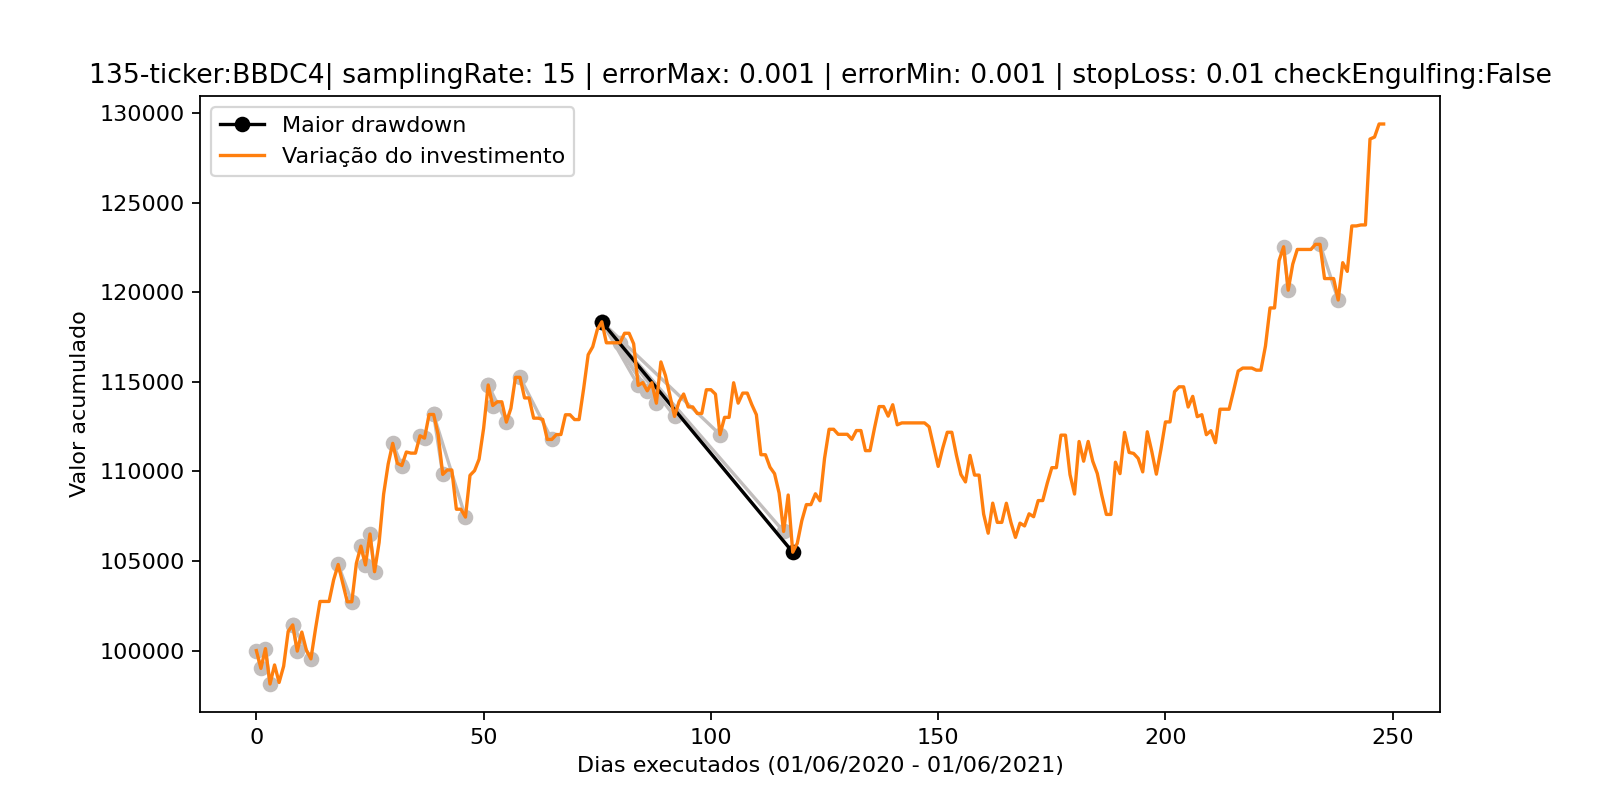 135-ticker:BBDC4| samplingRate: 15 | errorMax: 0.001 | errorMin: 0.001 | stopLoss: 0.01 checkEngulfing:False
Maior drawdown
Variação do investimento
130000
125000
120000
115000
110000
105000
100000
Valor acumulado
0 50 100 150 200 250
Dias executados (01/06/2020 - 01/06/2021)